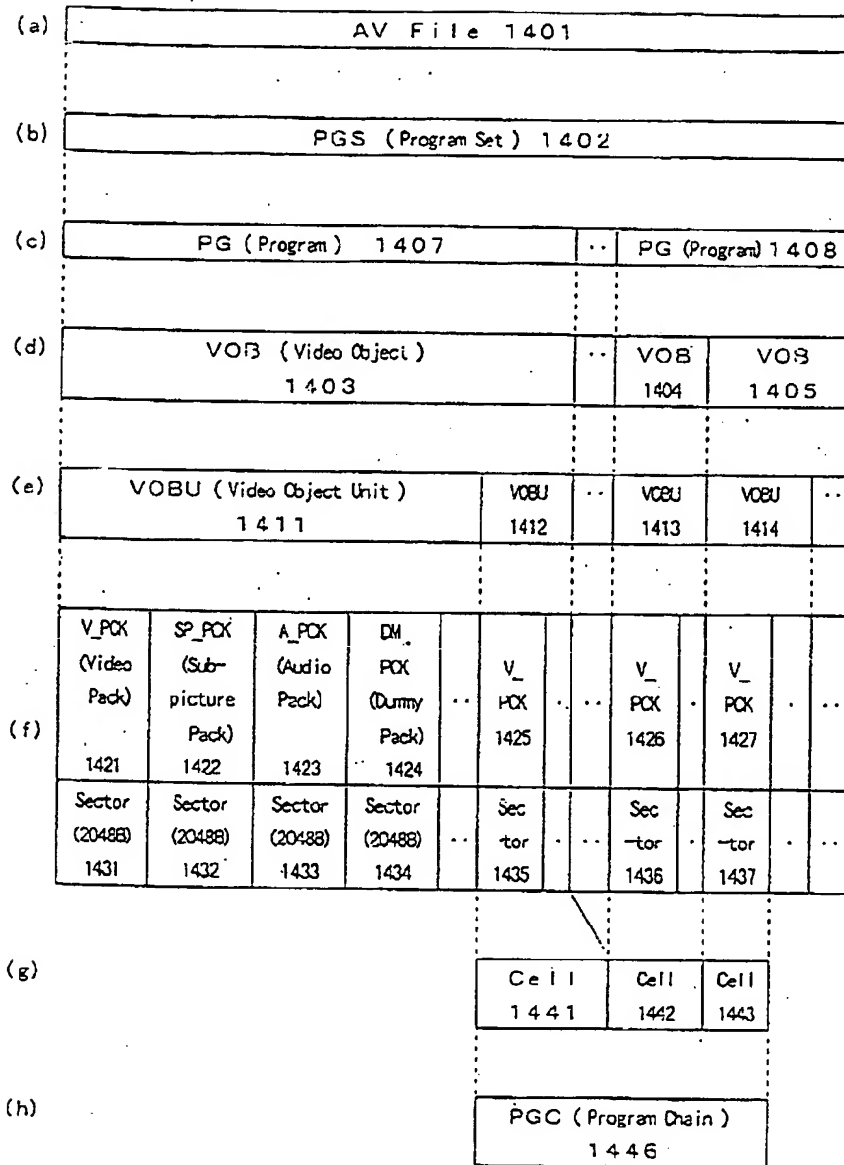 (a) AV File 1401
(b) PGS (Program Set) 1402
(c) PG (Program) 1407 ·· PG (Program) 1408
(d) VOB (Video Object) ·· VOB VOB
1403 1404 1405
(e) VOBU (Video Object Unit) VOBU ·· VOBU VOBU ··
1411 1412 1413 1414
(f)
V_PCK
(Video
Pack)
1421
SP_PCK
(Sub-
picture
Pack)
1422
A_PCK
(Audio
Pack)
1423
DM_
PCK
(Dummy
Pack)
1424
··
V_
PCK
1425
· ··
V_
PCK
1426
·
V_
PCK
1427
· ··
Sector
(2048B)
1431
Sector
(2048B)
1432
Sector
(2048B)
1433
Sector
(2048B)
1434
··
Sec
-tor
1435
· ··
Sec
-tor
1436
·
Sec
-tor
1437
· ··
(g) Cell Cell Cell
1441 1442 1443
(h) PGC (Program Chain)
1446